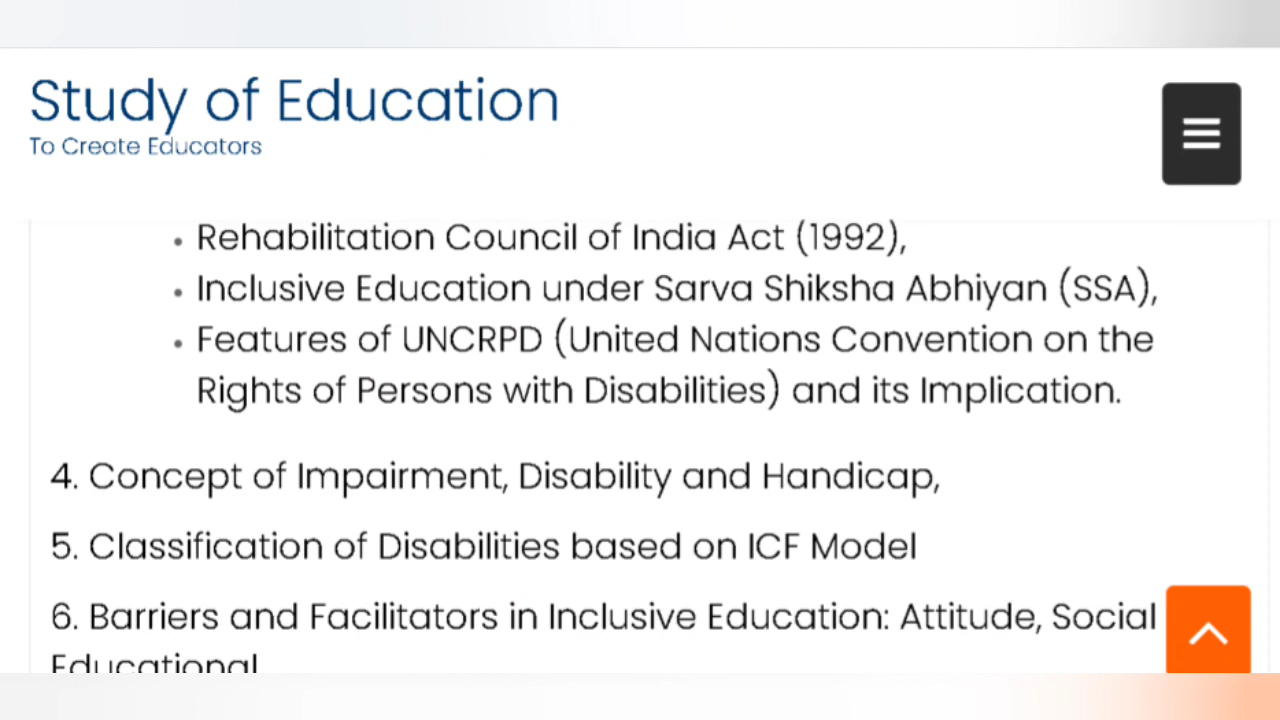 Study of Education
To Create Educators
• Rehabilitation Council of India Act (1992),
• Inclusive Education under Sarva Shiksha Abhiyan (SSA),
• Features of UNCRPD (United Nations Convention on the
Rights of Persons with Disabilities) and its Implication.
4. Concept of Impairment, Disability and Handicap,
5. Classification of Disabilities based on ICF Model
6. Barriers and Facilitators in Inclusive Education: Attitude, Social
Educational